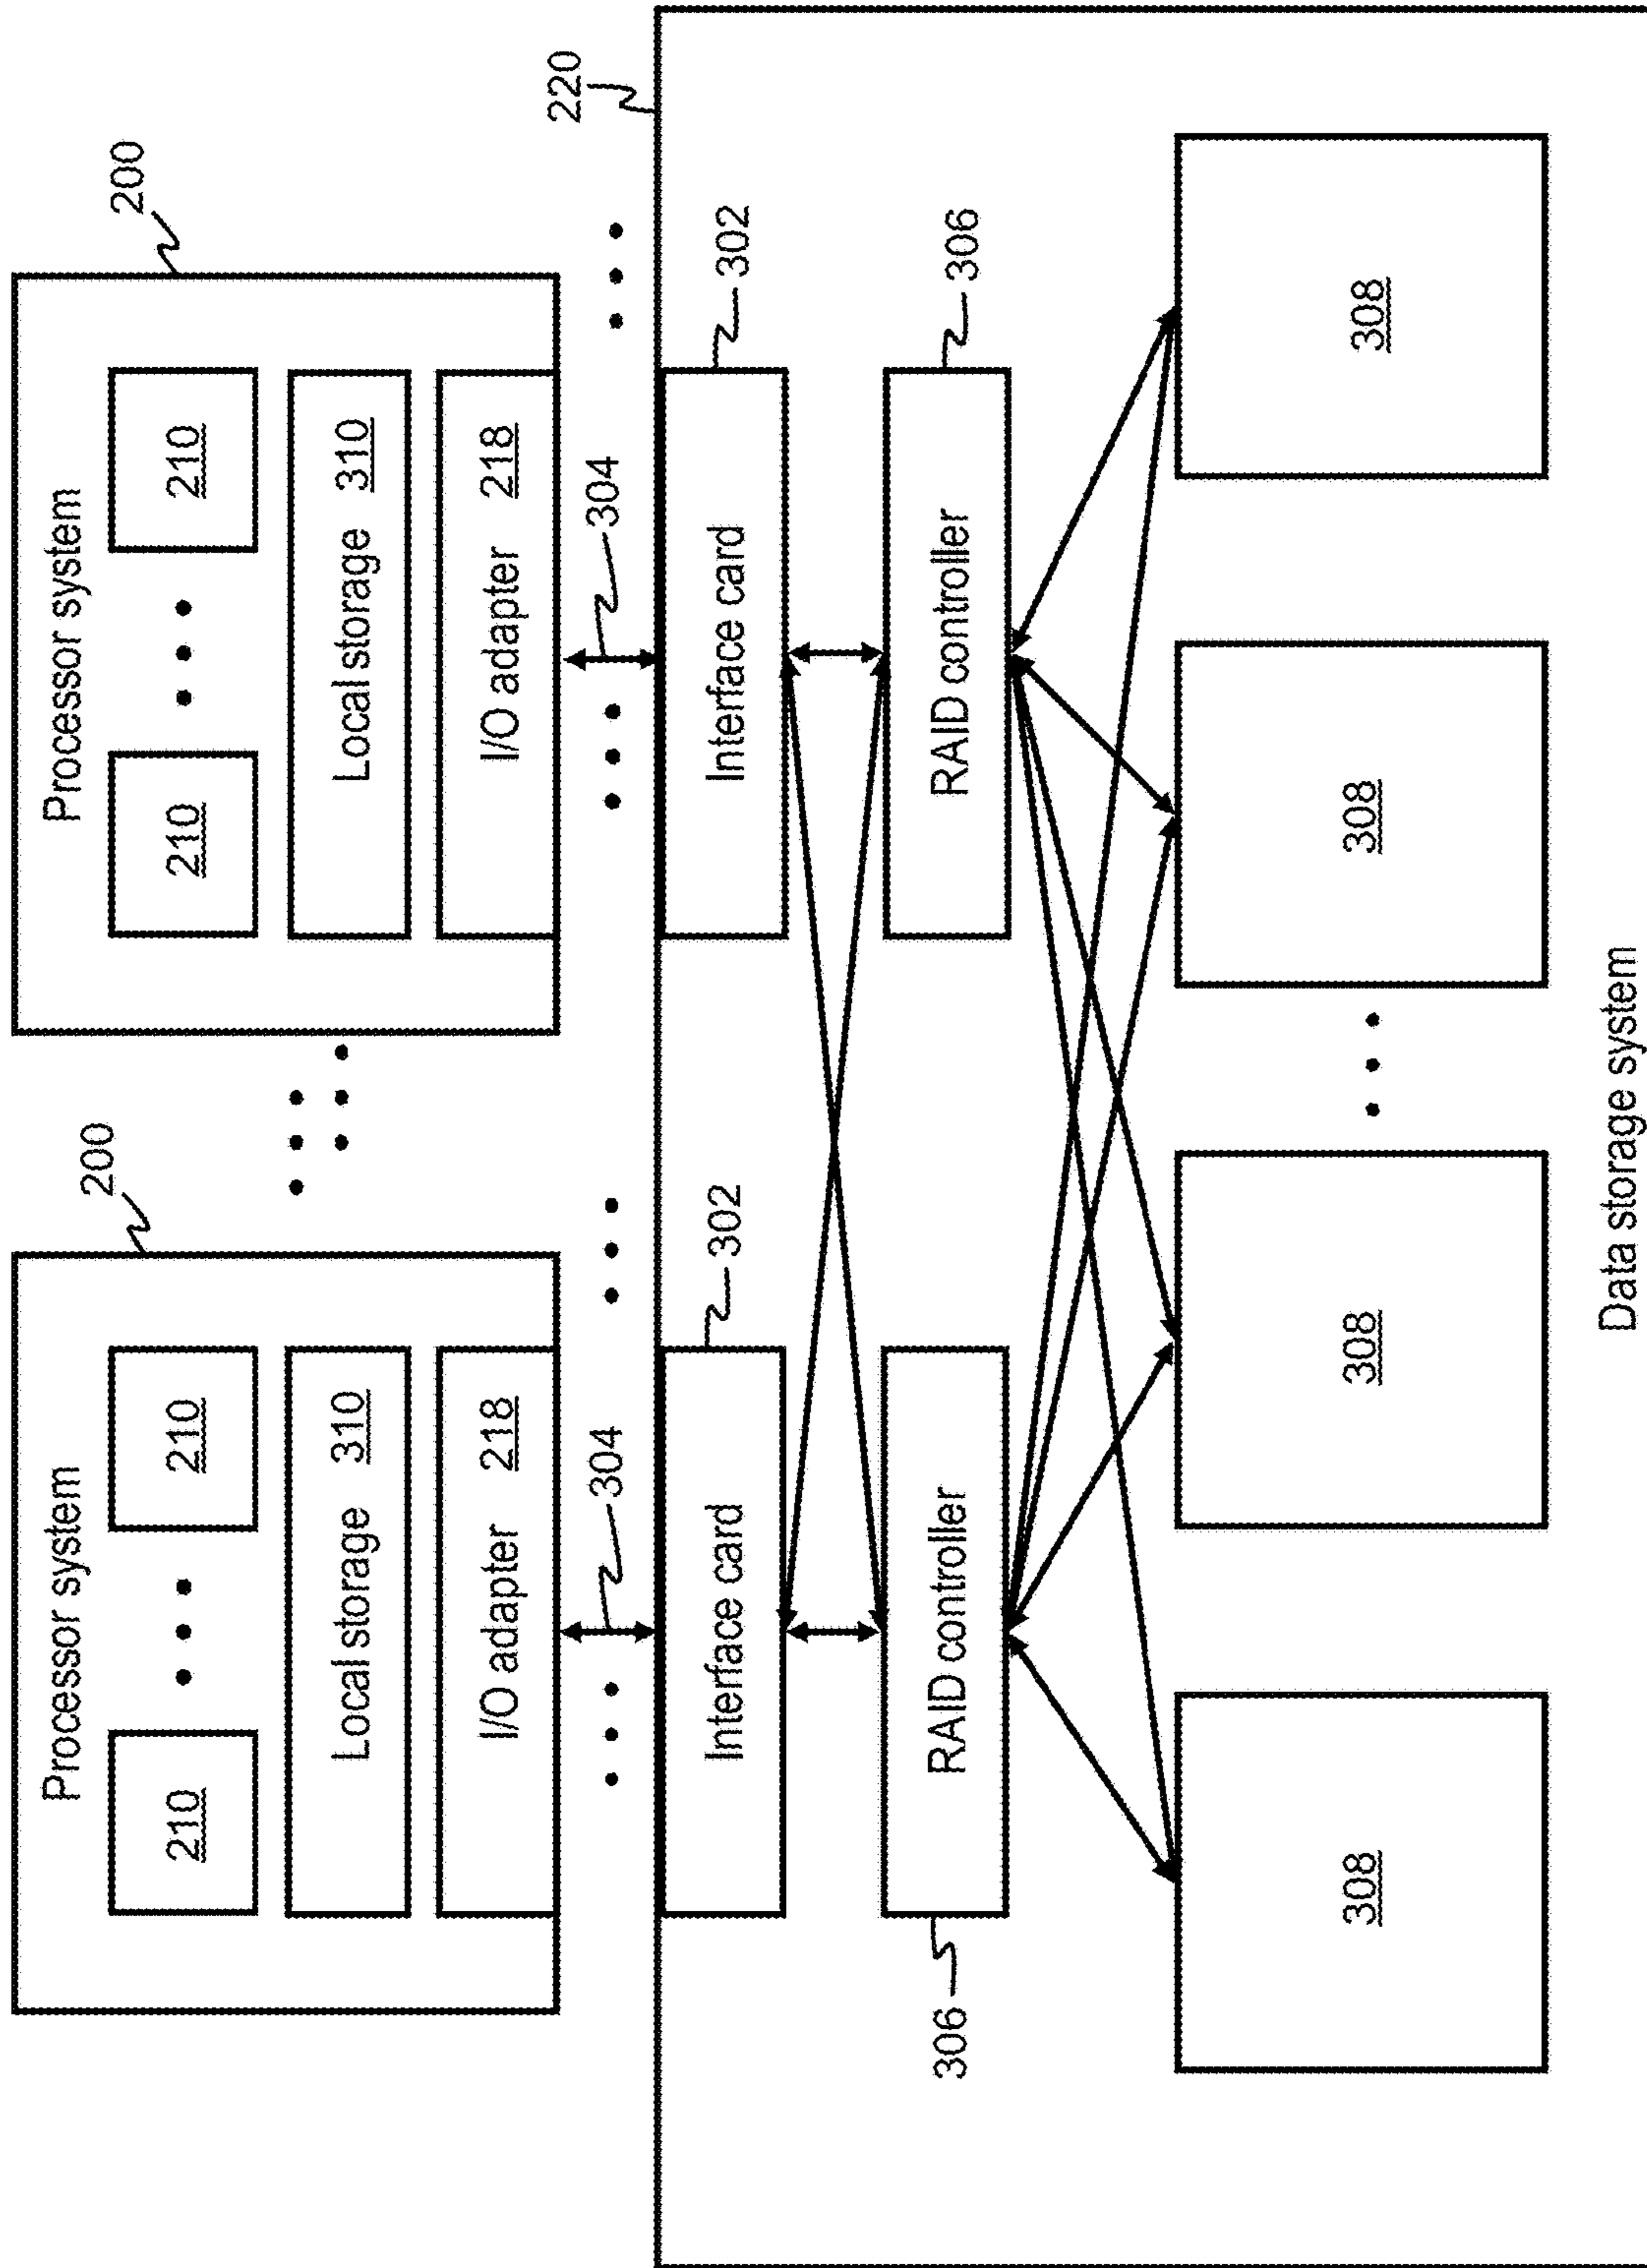 200
200
Processor system
Processor system
210
210
210
210
Local storage 310
Local storage 310
I/O adapter 218
I/O adapter 218
304
304
220
Interface card
302
Interface card
302
306
RAID controller
RAID controller
306
308
308
308
308
Data storage system